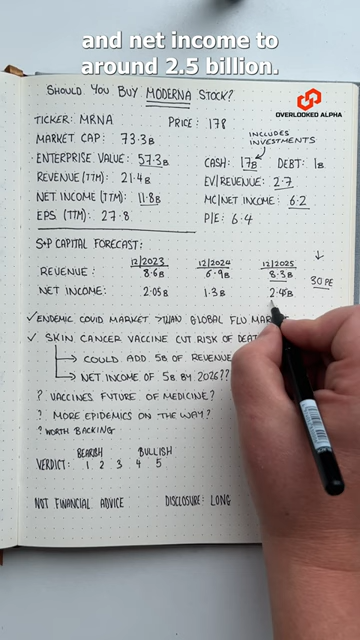 and net income to
around 2.5 billion.
SHOULD YOU BUY MODERNA STOCK?
OVERLOOKED ALPHA
TICKER: MRNA PRICE: 178
INCLUDES INVESTMENTS
MARKET CAP: 73.3B
ENTERPRISE VALUE: 57.3B CASH: 17B DEBT: 1B
REVENUE (TTM): 21.4B EV/REVENUE: 2.7
NET INCOME (TTM): 11.8B MC/NET INCOME: 6.2
EPS (TTM): 27.8 P/E: 6.4
S+P CAPITAL FORECAST:
12/2023 12/2024 12/2025
REVENUE: 8.6B 6.9B 8.3B
30 PE
NET INCOME: 2.05B 1.3B 2.4B
✓ ENDEMIC COVID MARKET > THAN GLOBAL FLU MARKET
✓ SKIN CANCER VACCINE CUT RISK OF DEAT
→ COULD ADD 5B OF REVENUE
→ NET INCOME OF 5B BY 2026??
? VACCINES FUTURE OF MEDICINE?
? MORE EPIDEMICS ON THE WAY?
? WORTH BACKING
BEARISH BULLISH
VERDICT: 1 2 3 4 5
NOT FINANCIAL ADVICE DISCLOSURE: LONG